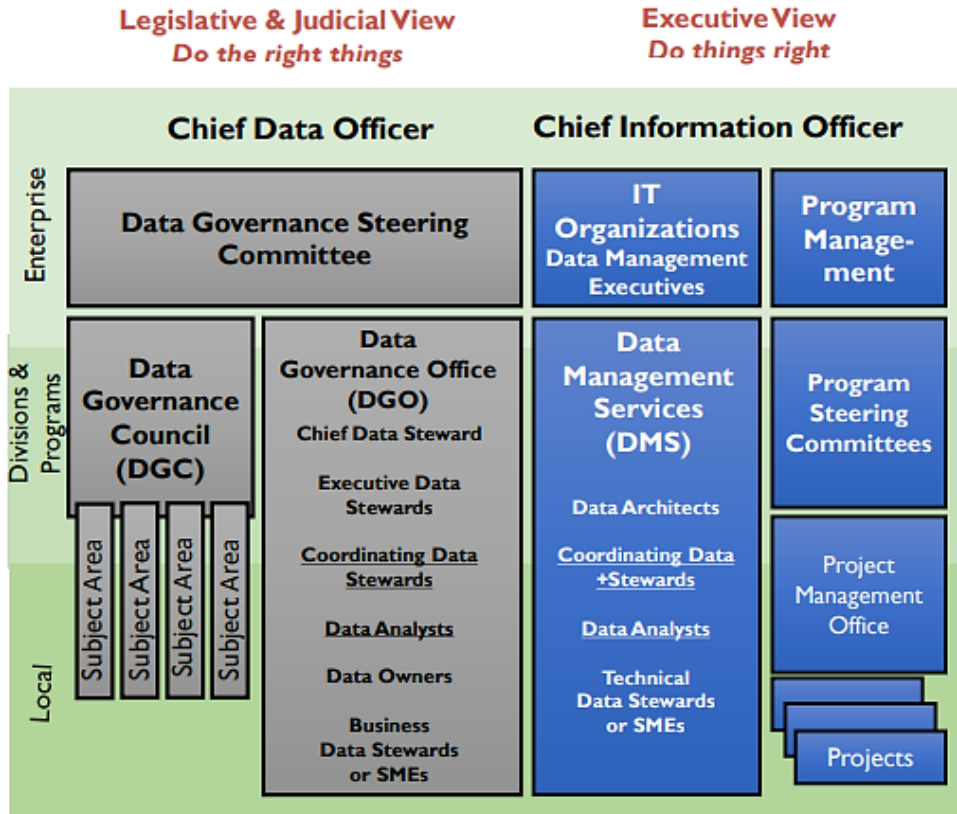 Legislative & Judicial View
Do the right things
Executive View
Do things right
Chief Data Officer
Chief Information Officer
Enterprise
Data Governance Steering
Committee
IT
Organizations
Data Management
Executives
Program
Manage-
ment
Divisions &
Programs
Data
Governance
Council
(DGC)
Subject Area
Subject Area
Subject Area
Subject Area
Data
Governance Office
(DGO)
Chief Data Steward
Executive Data
Stewards
Coordinating Data
Stewards
Data Analysts
Data Owners
Business
Data Stewards
or SMEs
Data
Management
Services
(DMS)
Data Architects
Coordinating Data
+Stewards
Data Analysts
Technical
Data Stewards
or SMEs
Program
Steering
Committees
Project
Management
Office
Projects
Local